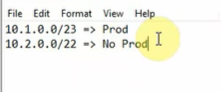 File Edit Format View Help
10.1.0.0/23 => Prod
10.2.0.0/22 => No Prod